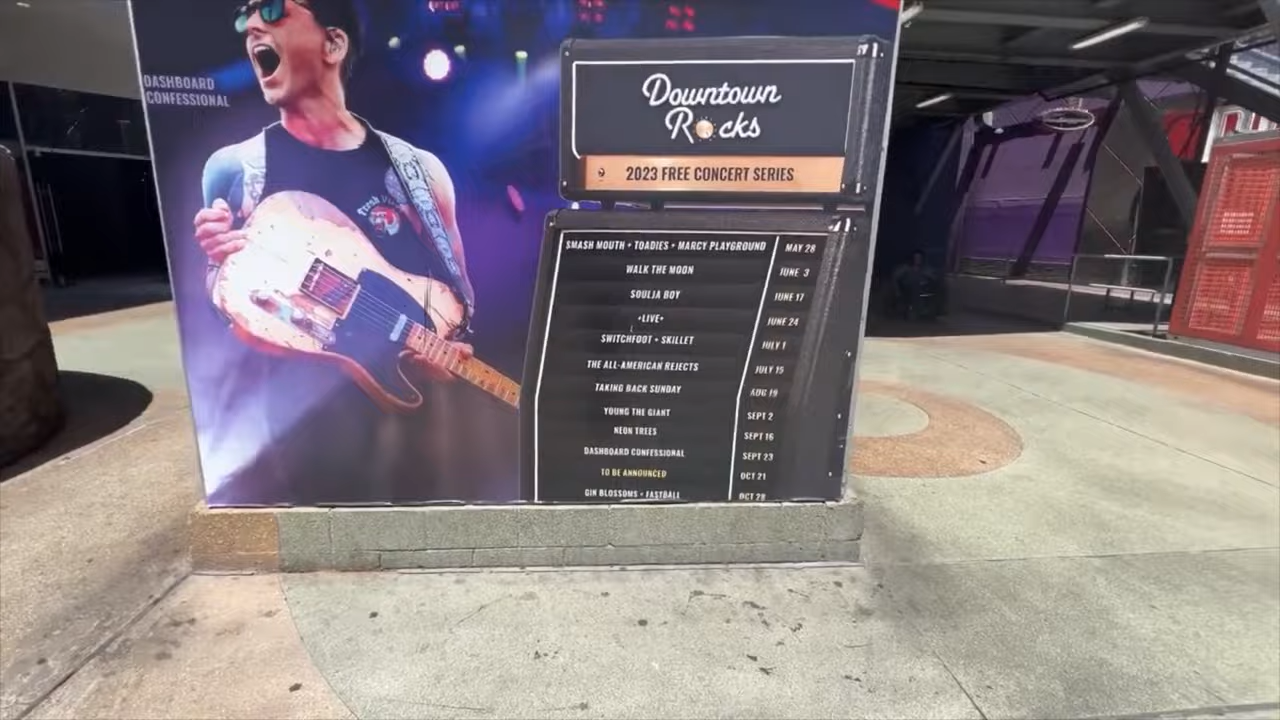 DASHBOARD
CONFESSIONAL
Downtown
Rocks
2023 FREE CONCERT SERIES
SMASH MOUTH • TOADIES • MARCY PLAYGROUND MAY 28
WALK THE MOON JUNE 3
SOULJA BOY JUNE 17
+LIVE+ JUNE 24
SWITCHFOOT • SKILLET JULY 1
THE ALL-AMERICAN REJECTS JULY 15
TAKING BACK SUNDAY AUG 19
YOUNG THE GIANT SEPT 2
NEON TREES SEPT 16
DASHBOARD CONFESSIONAL SEPT 23
TO BE ANNOUNCED OCT 21
GIN BLOSSOMS • FASTBALL OCT 28